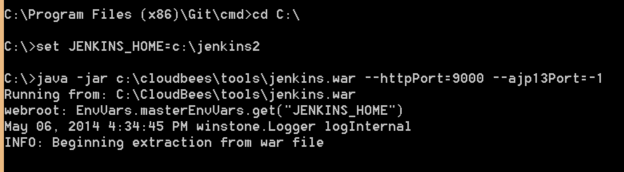 C:\Program Files (x86)\Git\cmd>cd C:\
C:\>set JENKINS_HOME=c:\jenkins2
C:\>java -jar c:\cloudbees\tools\jenkins.war --httpPort=9000 --ajp13Port=-1
Running from: C:\CloudBees\tools\jenkins.war
webroot: EnvVars.masterEnvVars.get("JENKINS_HOME")
May 06, 2014 4:34:45 PM winstone.Logger logInternal
INFO: Beginning extraction from war file